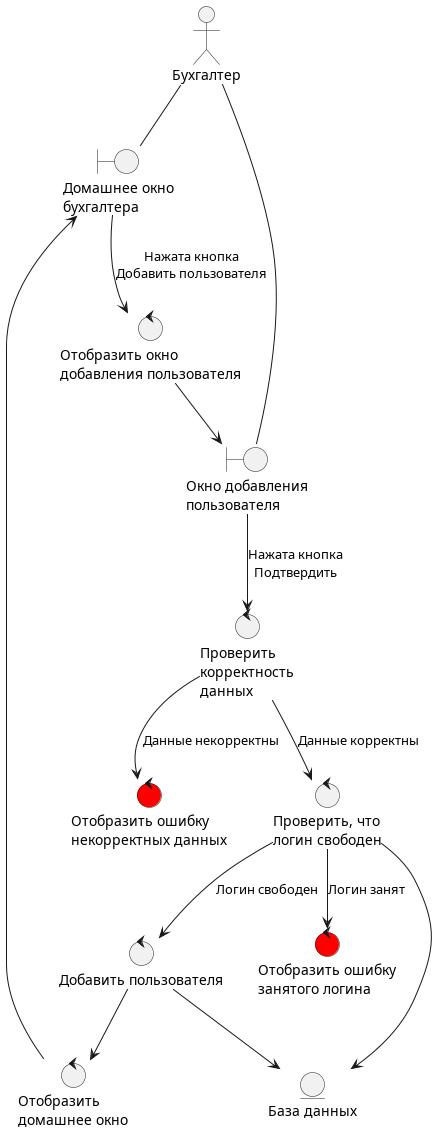 Бухгалтер
Домашнее окно
бухгалтера
Нажата кнопка
Добавить пользователя
Отобразить окно
добавления пользователя
Окно добавления
пользователя
Нажата кнопка
Подтвердить
Проверить
корректность
данных
Данные некорректны
Данные корректны
Отобразить ошибку
некорректных данных
Проверить, что
логин свободен
Логин свободен
Логин занят
Добавить пользователя
Отобразить ошибку
занятого логина
Отобразить
домашнее окно
База данных